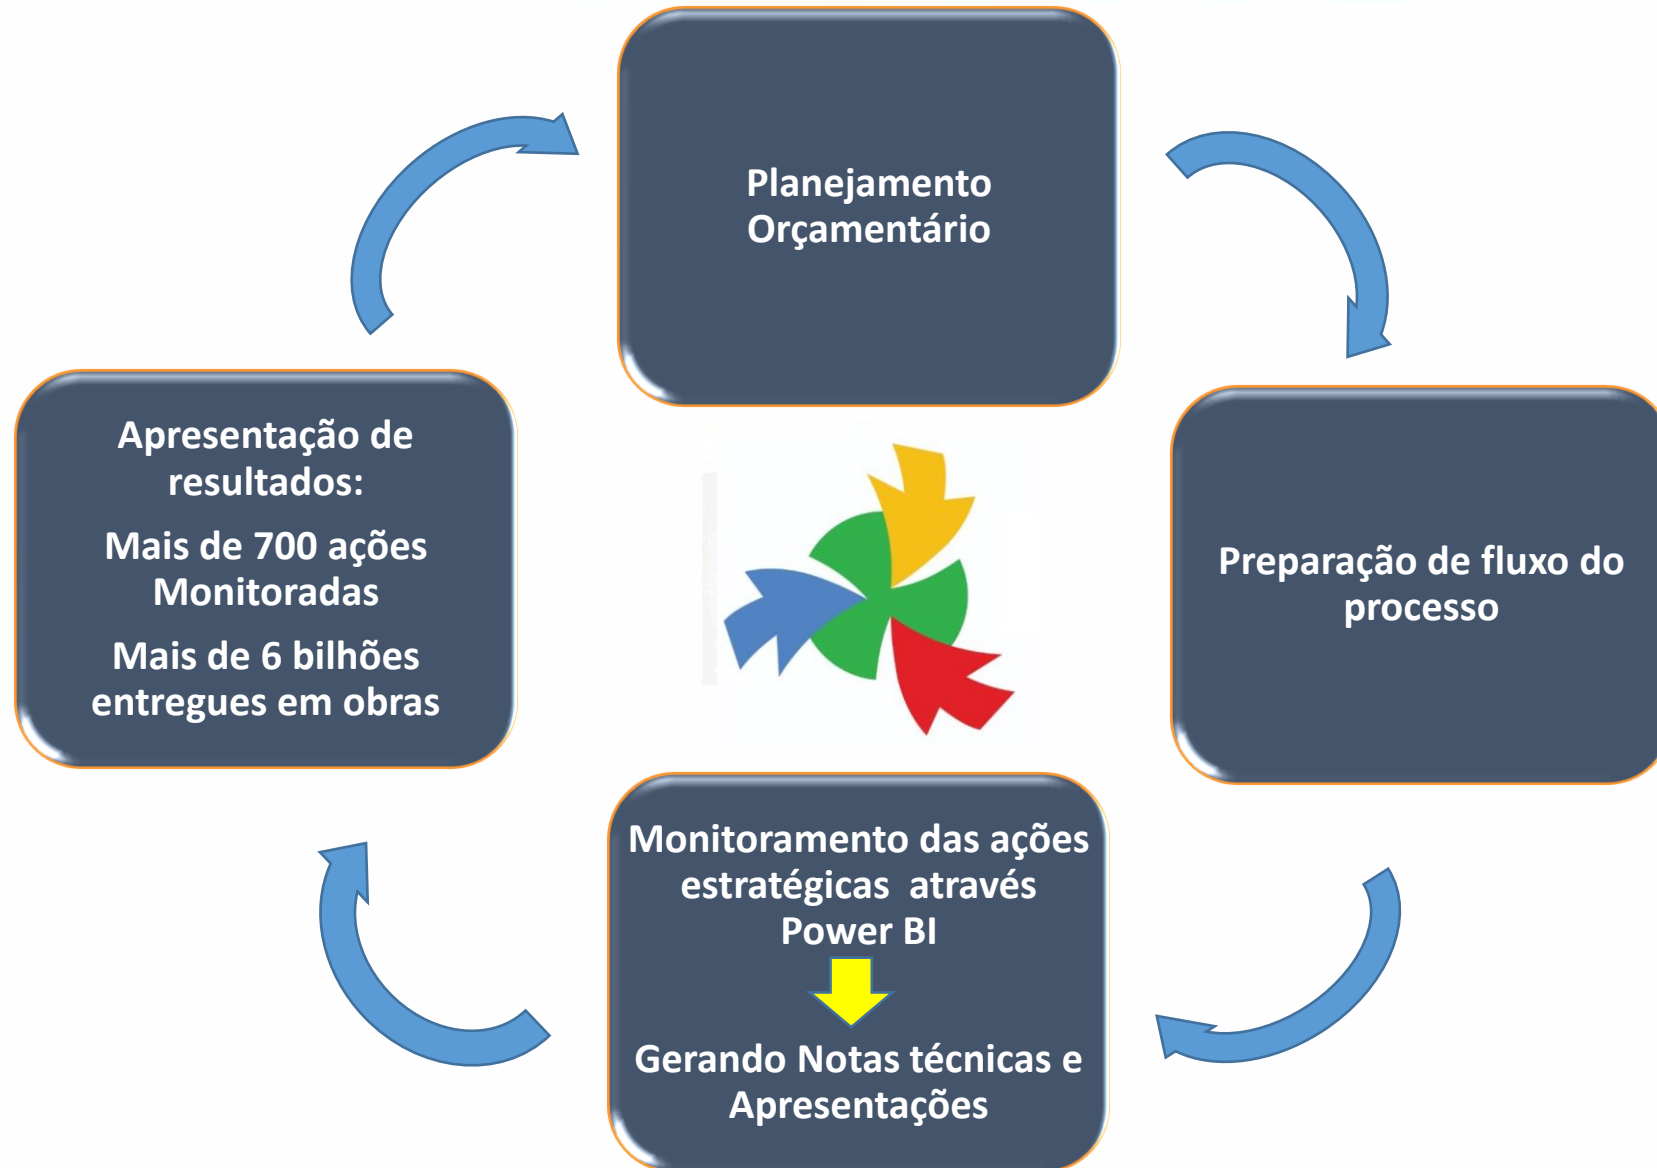 Planejamento
Orçamentário
Preparação de fluxo do
processo
Monitoramento das ações
estratégicas através
Power BI
Gerando Notas técnicas e
Apresentações
Apresentação de
resultados:
Mais de 700 ações
Monitoradas
Mais de 6 bilhões
entregues em obras